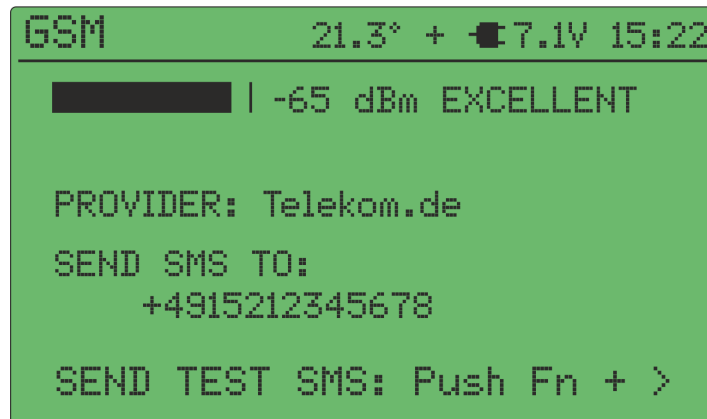 GSM 21.3° + 7.1V 15:22
-65 dBm EXCELLENT
PROVIDER: Telekom.de
SEND SMS TO:
+4915212345678
SEND TEST SMS: Push Fn + >